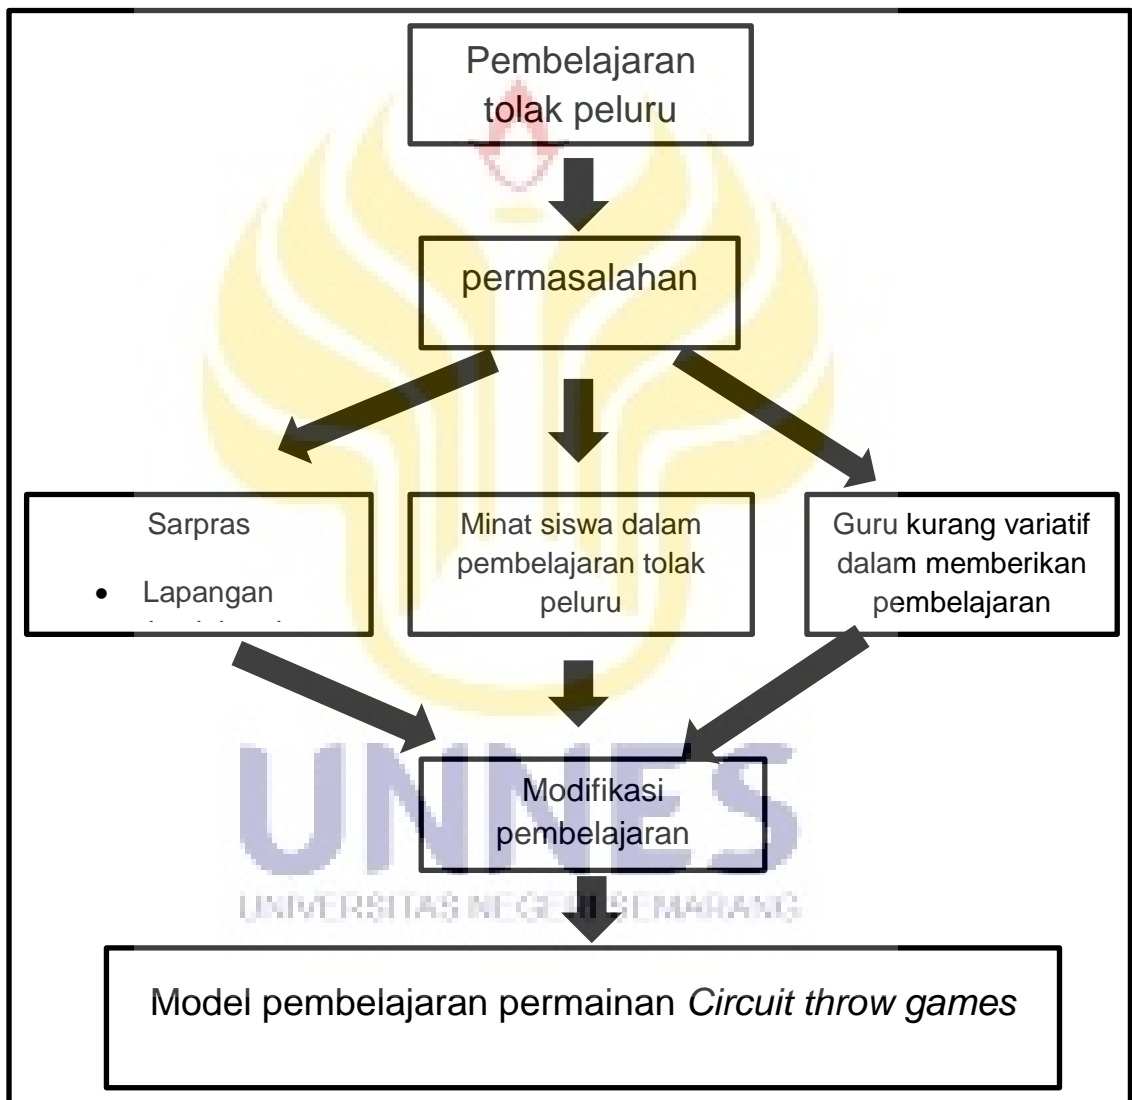 Pembelajaran
tolak peluru
permasalahan
Sarpras
• Lapangan
Minat siswa dalam
pembelajaran tolak
peluru
Guru kurang variatif
dalam memberikan
pembelajaran
Modifikasi
pembelajaran
UNNES
UNIVERSITAS NEGERI SEMARANG
Model pembelajaran permainan Circuit throw games